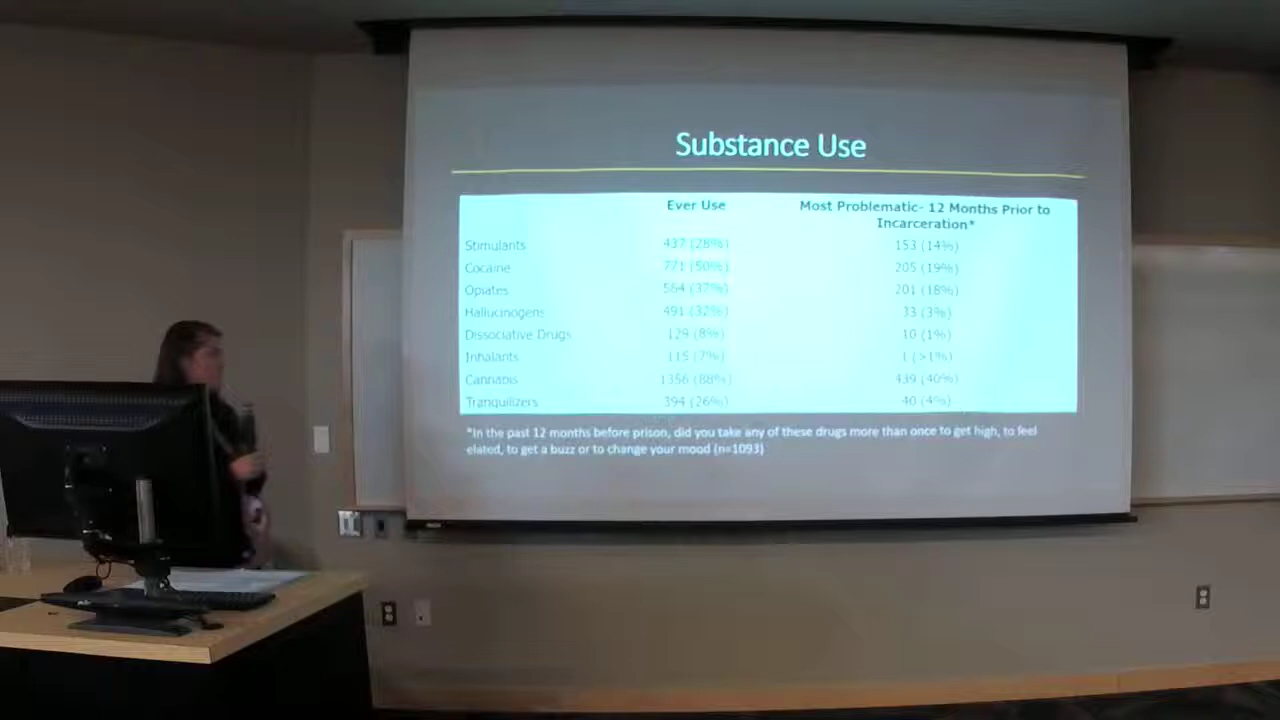 Substance Use
Ever Use Most Problematic- 12 Months Prior to
Incarceration*
Stimulants 437 (28%) 153 (14%)
Cocaine 771 (50%) 205 (19%)
Opiates 564 (37%) 201 (18%)
Hallucinogens 491 (32%) 33 (3%)
Dissociative Drugs 129 (8%) 10 (1%)
Inhalants 115 (7%) 1 (>1%)
Cannabis 1356 (88%) 439 (40%)
Tranquilizers 394 (26%) 40 (4%)
*In the past 12 months before prison, did you take any of these drugs more than once to get high, to feel
elated, to get a buzz or to change your mood (n=1093)